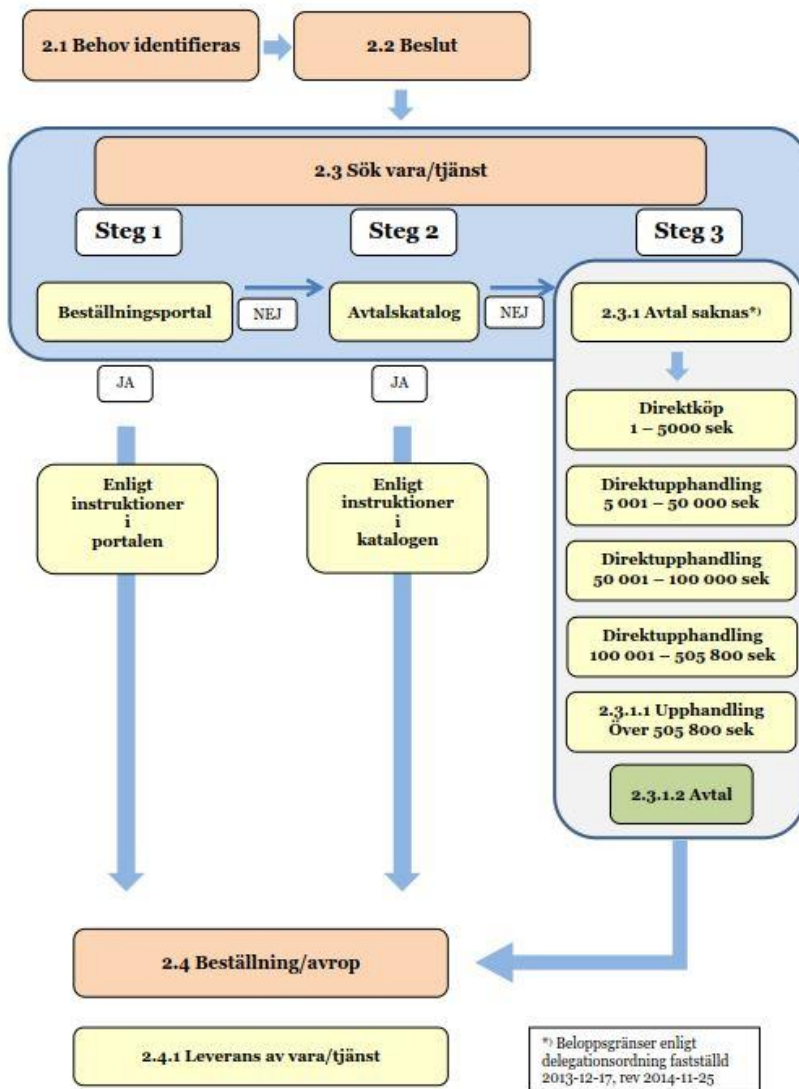 2.1 Behov identifieras
2.2 Beslut
2.3 Sök vara/tjänst
Steg 1
Steg 2
Steg 3
Beställningsportal
NEJ
Avtalskatalog
NEJ
2.3.1 Avtal saknas*)
JA
JA
Direktköp
1 – 5000 sek
Enligt
instruktioner
i
portalen
Enligt
instruktioner
i
katalogen
Direktupphandling
5 001 – 50 000 sek
Direktupphandling
50 001 – 100 000 sek
Direktupphandling
100 001 – 505 800 sek
2.3.1.1 Upphandling
Över 505 800 sek
2.3.1.2 Avtal
2.4 Beställning/avrop
2.4.1 Leverans av vara/tjänst
*) Beloppsgränser enligt
delegationsordning fastställd
2013-12-17, rev 2014-11-25